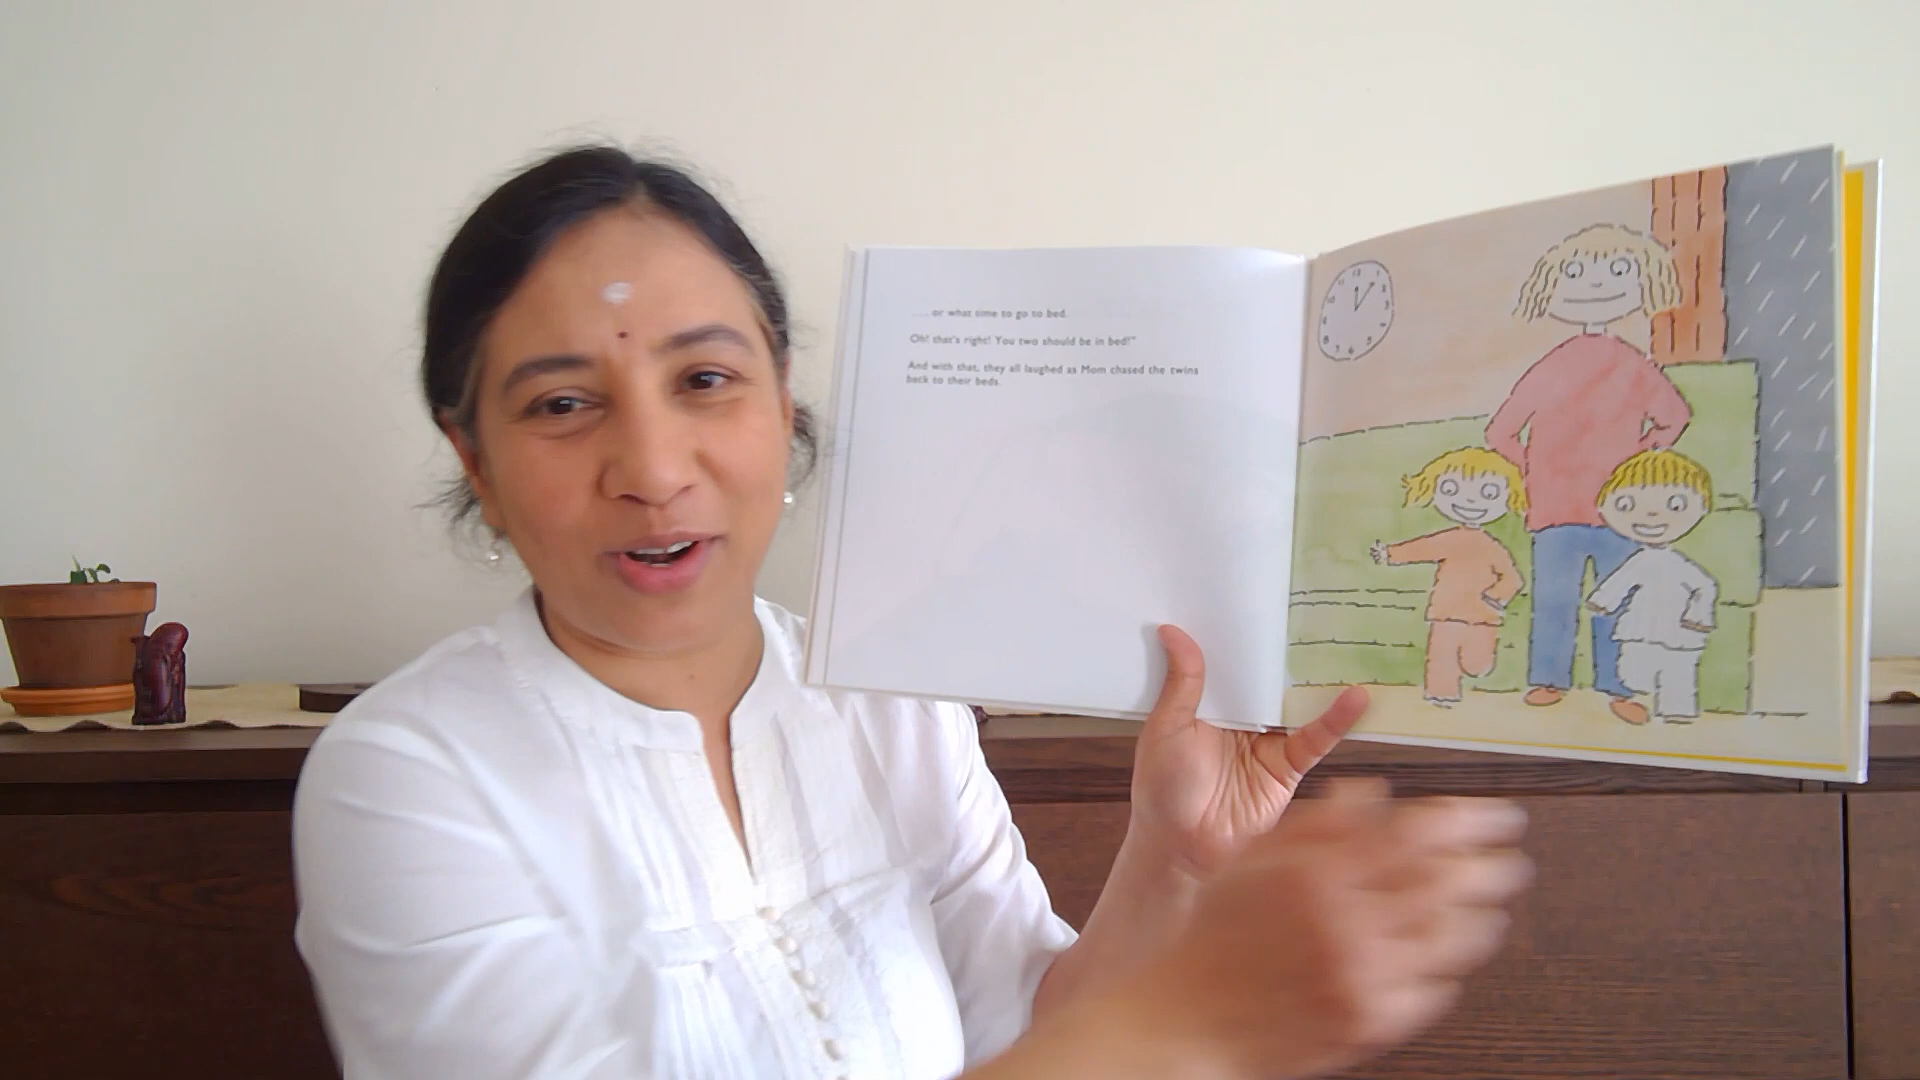 .... or what time to go to bed.
Oh! that's right! You two should be in bed!"
And with that, they all laughed as Mom chased the twins
back to their beds.